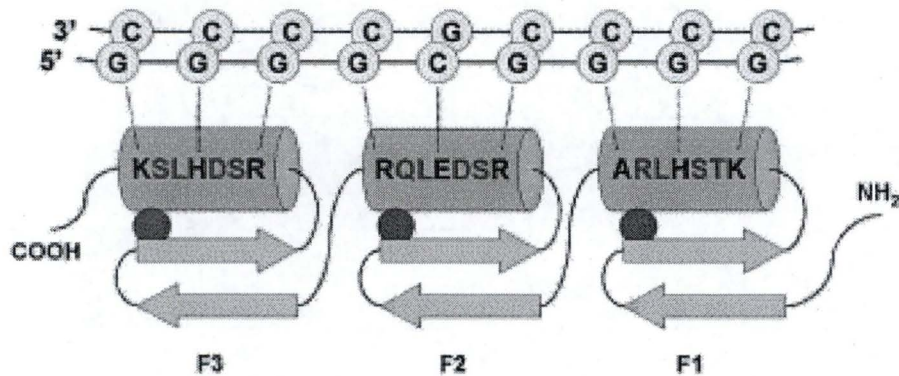 3' C C C C G C C C C
5' G G G G C G G G G
KSLHDSR RQLEDSR ARLHSTK
NH2
COOH
F3 F2 F1